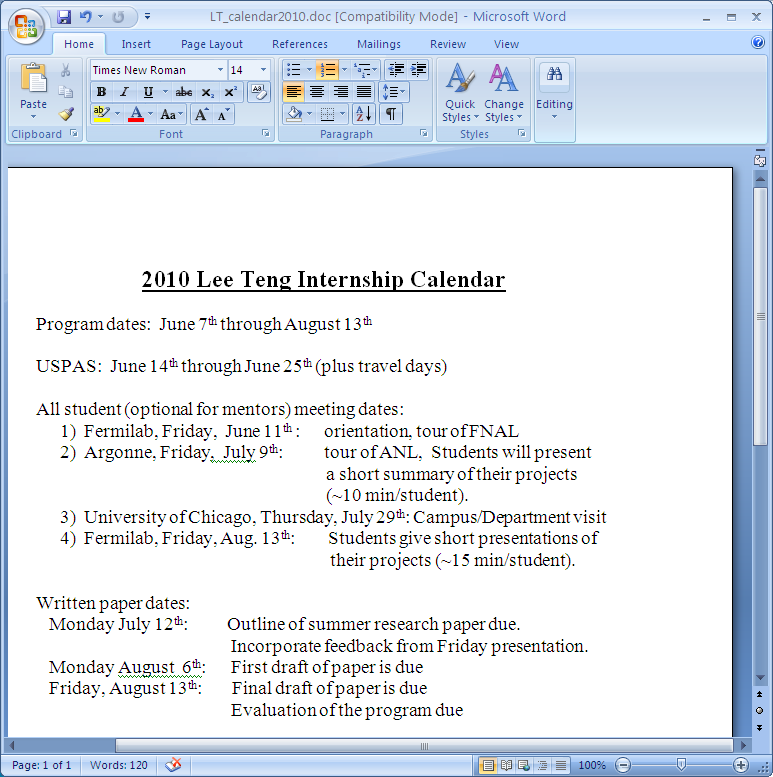 LT_calendar2010.doc [Compatibility Mode] - Microsoft Word
Home Insert Page Layout References Mailings Review View
Times New Roman 14
Paste B I U abc X₂ X² Quick Styles Change Styles Editing
ab A Aa A A A Z ¶
Clipboard Font Paragraph Styles
2010 Lee Teng Internship Calendar
Program dates: June 7th through August 13th
USPAS: June 14th through June 25th (plus travel days)
All student (optional for mentors) meeting dates:
1) Fermilab, Friday, June 11th : orientation, tour of FNAL
2) Argonne, Friday, July 9th: tour of ANL, Students will present
a short summary of their projects
(~10 min/student).
3) University of Chicago, Thursday, July 29th: Campus/Department visit
4) Fermilab, Friday, Aug. 13th: Students give short presentations of
their projects (~15 min/student).
Written paper dates:
Monday July 12th: Outline of summer research paper due.
Incorporate feedback from Friday presentation.
Monday August 6th: First draft of paper is due
Friday, August 13th: Final draft of paper is due
Evaluation of the program due
Page: 1 of 1 Words: 120 100%